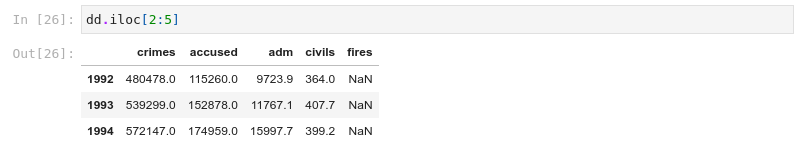 In [26]: dd.iloc[2:5]
Out[26]:
crimes accused adm civils fires
1992 480478.0 115260.0 9723.9 364.0 NaN
1993 539299.0 152878.0 11767.1 407.7 NaN
1994 572147.0 174959.0 15997.7 399.2 NaN